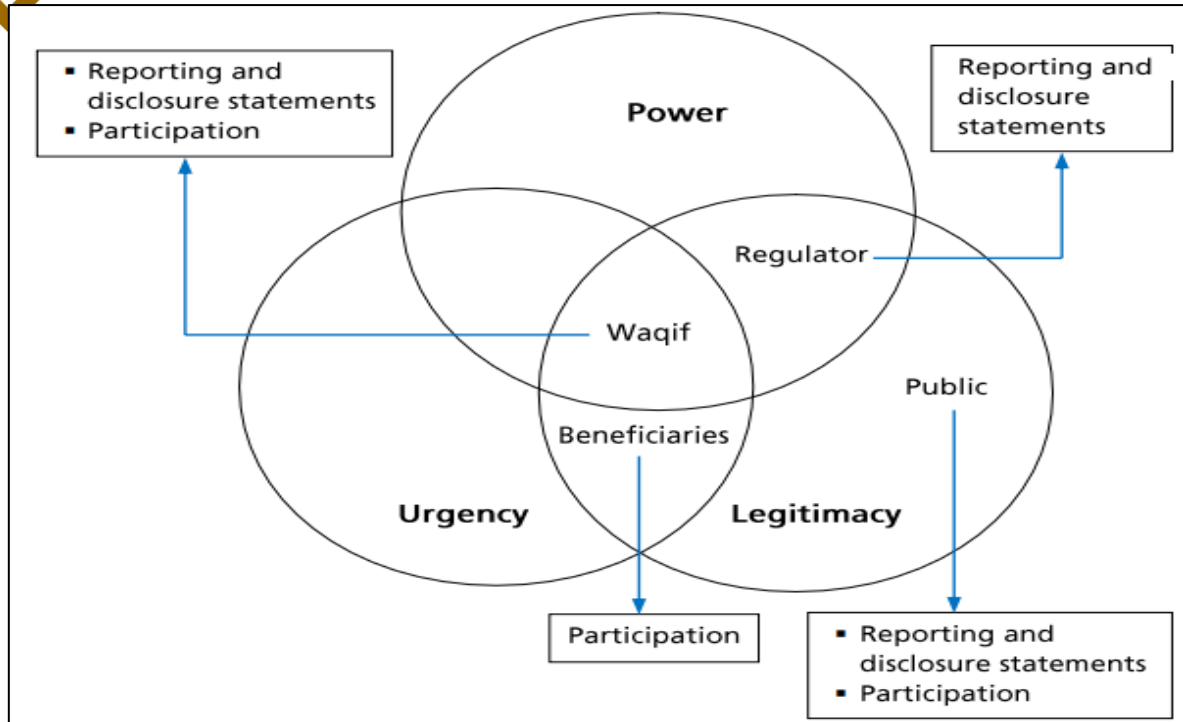 ▪ Reporting and
disclosure statements
▪ Participation
Power
Reporting and
disclosure
statements
Regulator
Waqif
Public
Beneficiaries
Urgency
Legitimacy
Participation
▪ Reporting and
disclosure statements
▪ Participation